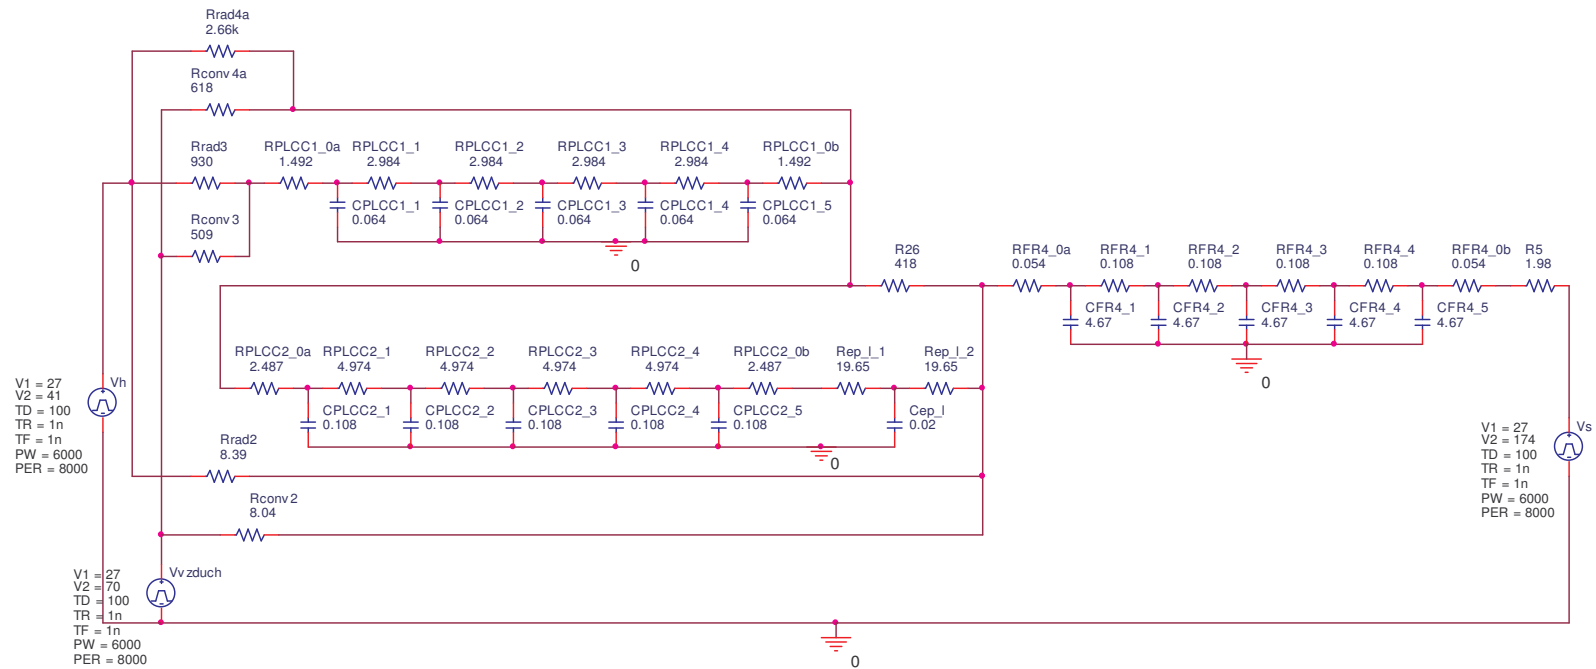 Rrad4a
2.66k
Rconv4a
618
Rrad3
930
RPLCC1_0a
1.492
RPLCC1_1
2.984
RPLCC1_2
2.984
RPLCC1_3
2.984
RPLCC1_4
2.984
RPLCC1_0b
1.492
CPLCC1_1
0.064
CPLCC1_2
0.064
CPLCC1_3
0.064
CPLCC1_4
0.064
CPLCC1_5
0.064
Rconv3
509
0
R26
418
RFR4_0a
0.054
RFR4_1
0.108
RFR4_2
0.108
RFR4_3
0.108
RFR4_4
0.108
RFR4_0b
0.054
R5
1.98
CFR4_1
4.67
CFR4_2
4.67
CFR4_3
4.67
CFR4_4
4.67
CFR4_5
4.67
0
RPLCC2_0a
2.487
RPLCC2_1
4.974
RPLCC2_2
4.974
RPLCC2_3
4.974
RPLCC2_4
4.974
RPLCC2_0b
2.487
Rep_l_1
19.65
Rep_l_2
19.65
CPLCC2_1
0.108
CPLCC2_2
0.108
CPLCC2_3
0.108
CPLCC2_4
0.108
CPLCC2_5
0.108
Cep_l
0.02
0
Vh
V1 = 27
V2 = 41
TD = 100
TR = 1n
TF = 1n
PW = 6000
PER = 8000
Rrad2
8.39
Rconv2
8.04
Vs
V1 = 27
V2 = 174
TD = 100
TR = 1n
TF = 1n
PW = 6000
PER = 8000
Vvzduch
V1 = 27
V2 = 70
TD = 100
TR = 1n
TF = 1n
PW = 6000
PER = 8000
0